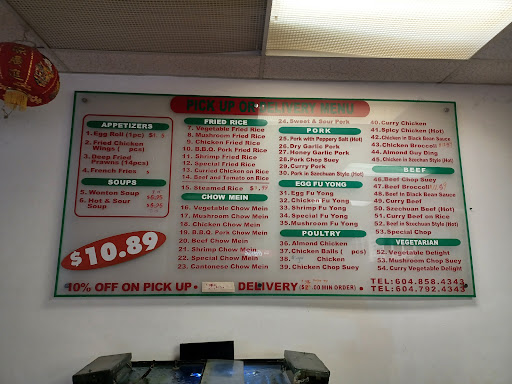 PICK UP OR DELIVERY MENU
APPETIZERS
1. Egg Roll (1pc) $1.
2. Fried Chicken
Wings ( pc)
3. Deep Fried
Prawns (14pcs)
4. French Fries
SOUPS
5. Wonton Soup
6. Hot & Sour
Soup
$10.89
FRIED RICE
7. Vegetable Fried Rice
8. Mushroom Fried Rice
9. Chicken Fried Rice
10. B.B.Q. Pork Fried Rice
11. Shrimp Fried Rice
12. Special Fried Rice
13. Curried Chicken on Rice
14. Beef and Tomato on Rice
15. Steamed Rice
CHOW MEIN
16. Vegetable Chow Mein
17. Mushroom Chow Mein
18. Chicken Chow Mein
19. B.B.Q. Pork Chow Mein
20. Beef Chow Mein
21. Shrimp Chow Mein
22. Special Chow Mein
23. Cantonese Chow Mein
24. Sweet & Sour Pork
PORK
25. Pork with Peppery Salt (Hot)
26. Dry Garlic Pork
27. Honey Garlic Pork
28. Pork Chop Suey
29. Curry Pork
30. Pork in Szechuan Style (Hot)
EGG FU YONG
31. Egg Fu Yong
32. Chicken Fu Yong
33. Shrimp Fu Yong
34. Special Fu Yong
35. Mushroom Fu Yong
POULTRY
36. Almond Chicken
37. Chicken Balls ( pcs)
38. Chicken
39. Chicken Chop Suey
40. Curry Chicken
41. Spicy Chicken (Hot)
42. Chicken in Black Bean Sauce
43. Chicken Broccoli
44. Almond Guy Ding
45. Chicken in Szechuan Style (Hot)
BEEF
46. Beef Chop Suey
47. Beef Broccoli
48. Beef in Black Bean Sauce
49. Curry Beef
50. Szechuan Beef (Hot)
51. Curry Beef on Rice
52. Beef in Szechuan Style (Hot)
53. Special Chop
VEGETARIAN
52. Vegetable Delight
53. Mushroom Chop Suey
54. Curry Vegetable Delight
10% OFF ON PICK UP • DELIVERY ( .00 MIN ORDER)
TEL: 604.858.4343
TEL: 604.792.4343